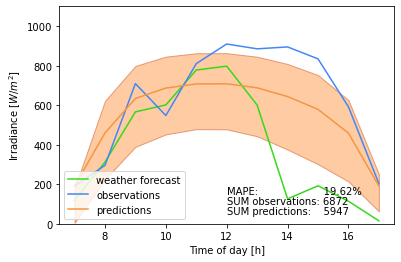 1000
800
600
400
200
0
Irradiance [W/m²]
weather forecast
observations
predictions
MAPE: 19.62%
SUM observations: 6872
SUM predictions: 5947
8 10 12 14 16
Time of day [h]